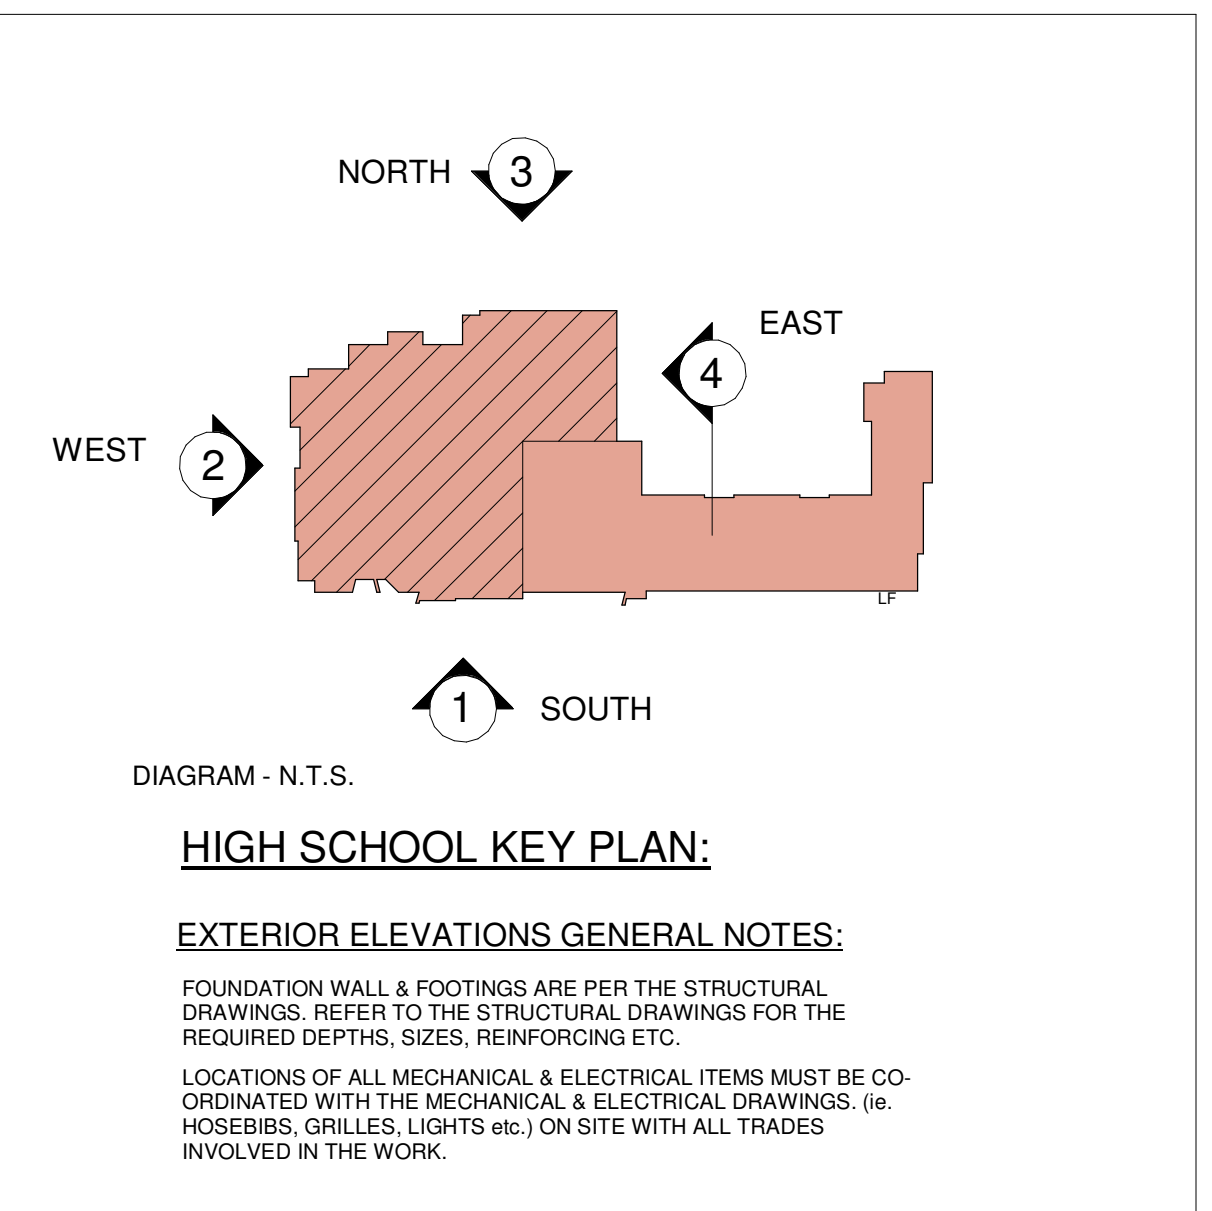 NORTH 3
EAST
4
WEST 2
LF
1 SOUTH
DIAGRAM - N.T.S.
HIGH SCHOOL KEY PLAN:
EXTERIOR ELEVATIONS GENERAL NOTES:
FOUNDATION WALL & FOOTINGS ARE PER THE STRUCTURAL
DRAWINGS. REFER TO THE STRUCTURAL DRAWINGS FOR THE
REQUIRED DEPTHS, SIZES, REINFORCING ETC.
LOCATIONS OF ALL MECHANICAL & ELECTRICAL ITEMS MUST BE CO-
ORDINATED WITH THE MECHANICAL & ELECTRICAL DRAWINGS. (ie.
HOSEBIBS, GRILLES, LIGHTS etc.) ON SITE WITH ALL TRADES
INVOLVED IN THE WORK.